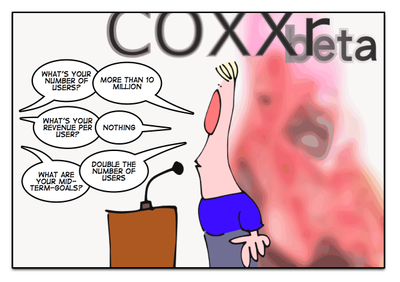 coxxr
beta
WHAT'S YOUR
NUMBER OF
USERS?
MORE THAN 10
MILLION
WHAT'S YOUR
REVENUE PER
USER?
NOTHING
WHAT ARE
YOUR MID-
TERM-GOALS?
DOUBLE THE
NUMBER OF
USERS